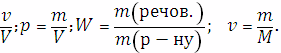 v/V; p = m/V; W = m(речов.)/m(р – ну); v = m/M.